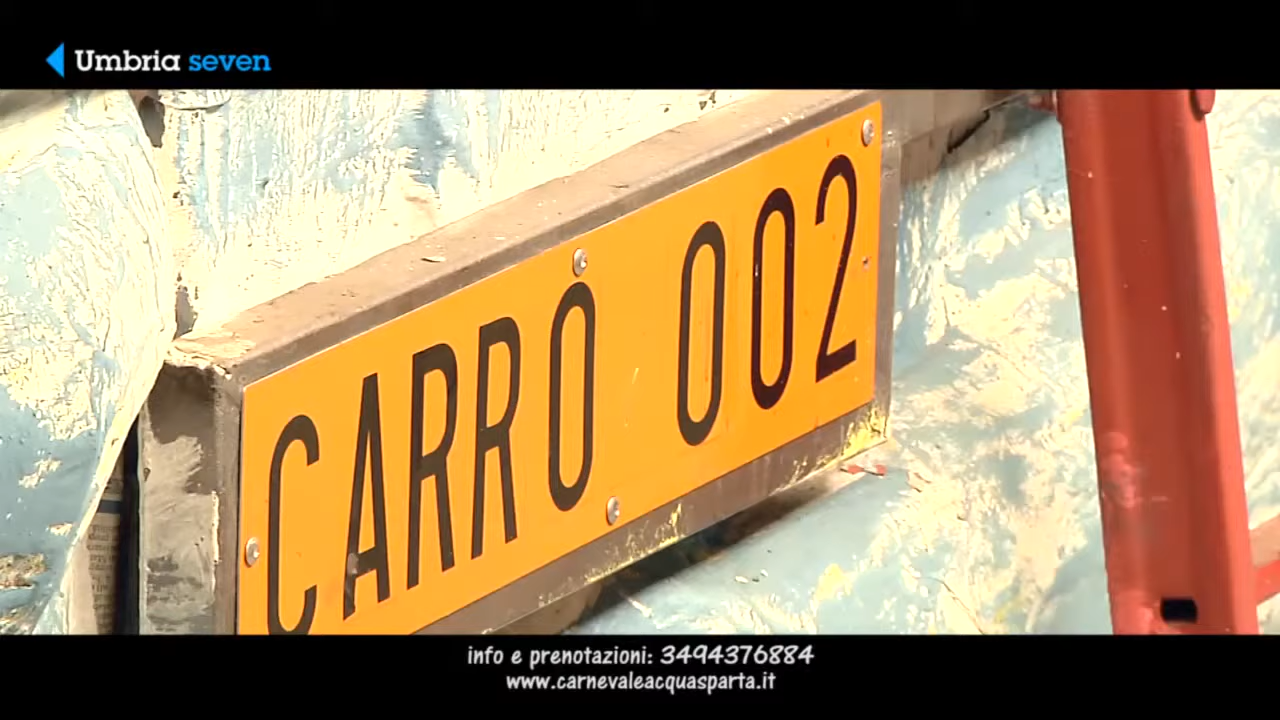 Umbria seven
CARRO 002
info e prenotazioni: 3494376884
www.carnevaleacquasparta.it